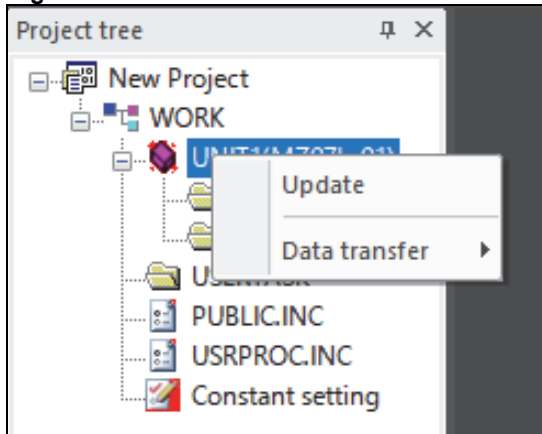 Project tree
New Project
WORK
Update
Data transfer
PUBLIC.INC
USRPROC.INC
Constant setting